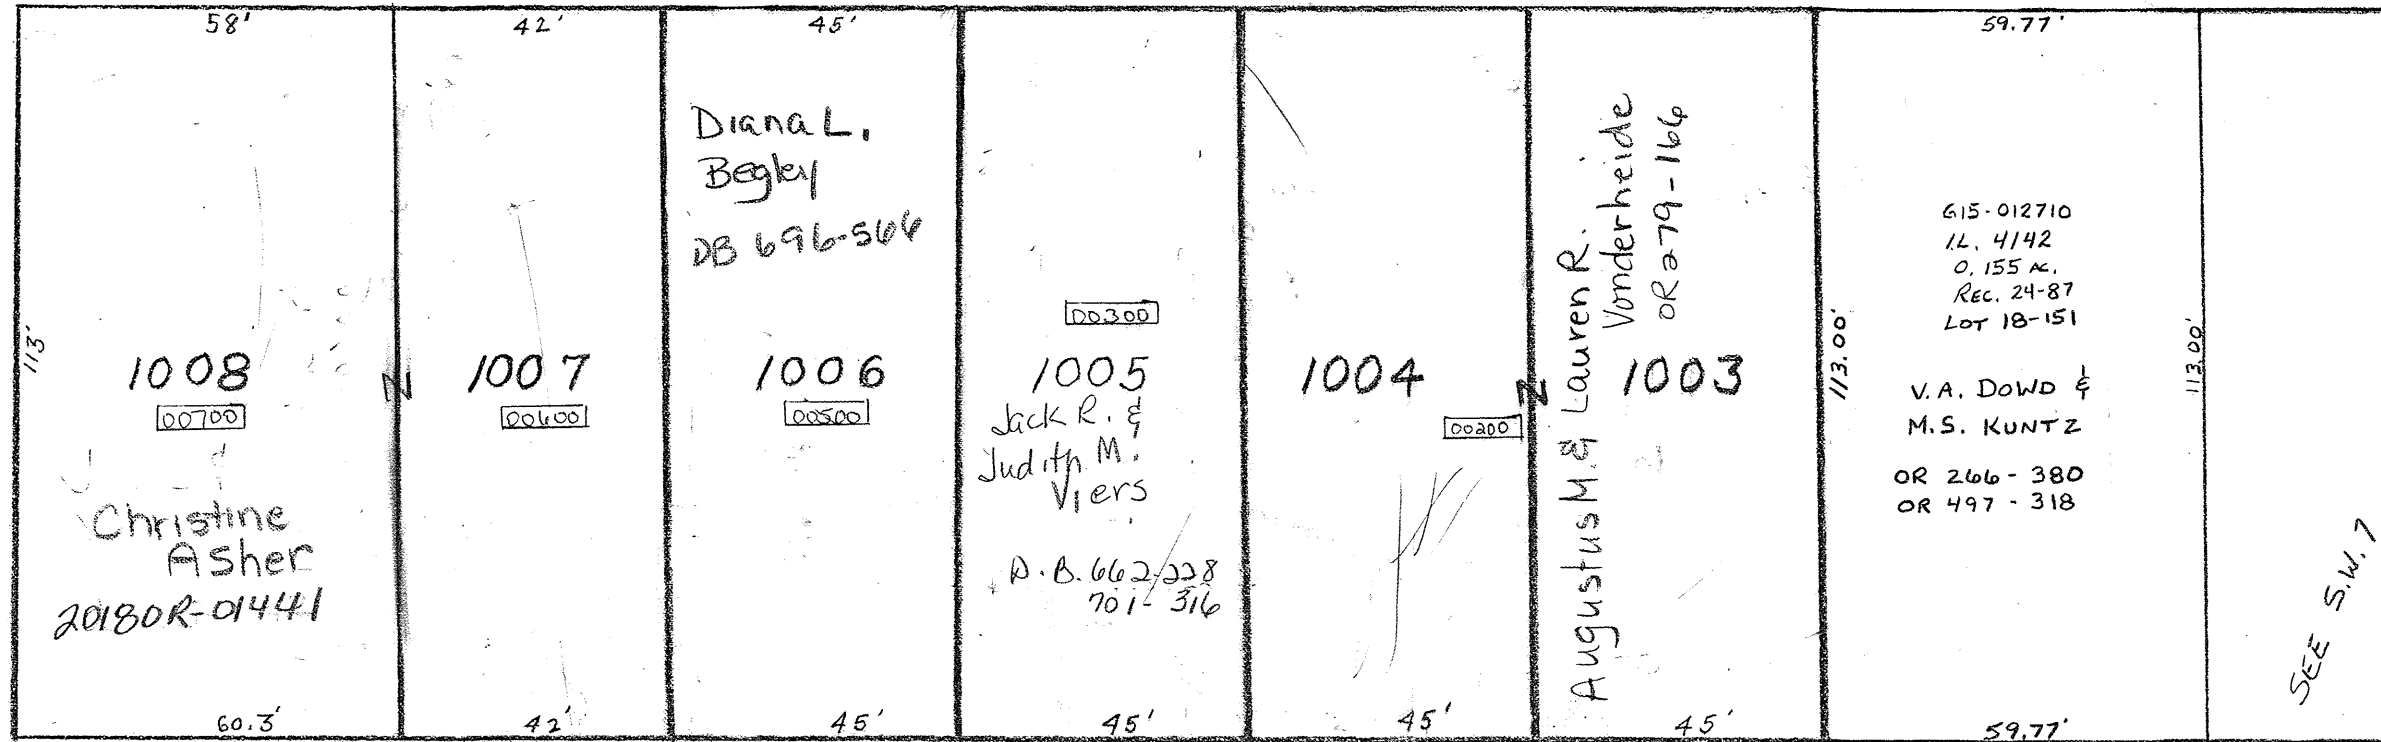 58'
113'
1008
00700
Christine
Asher
2018OR-01441
60.3'
42'
1007
00600
42'
45'
Diana L.
Begley
DB 696-566
1006
00500
45'
00300
1005
Jack R. &
Judith M.
Viers
D.B. 662-228
701-316
45'
1004
00200
45'
Augustus M. & Lauren R.
Vonderheide
OR 279-166
1003
45'
59.77'
113.00'
G15-012710
I.L. 4142
0.155 AC.
REC. 24-87
LOT 18-151
V.A. DOWD &
M.S. KUNTZ
OR 266-380
OR 497-318
113.00'
59.77'
SEE S.W. 7
Z
Z